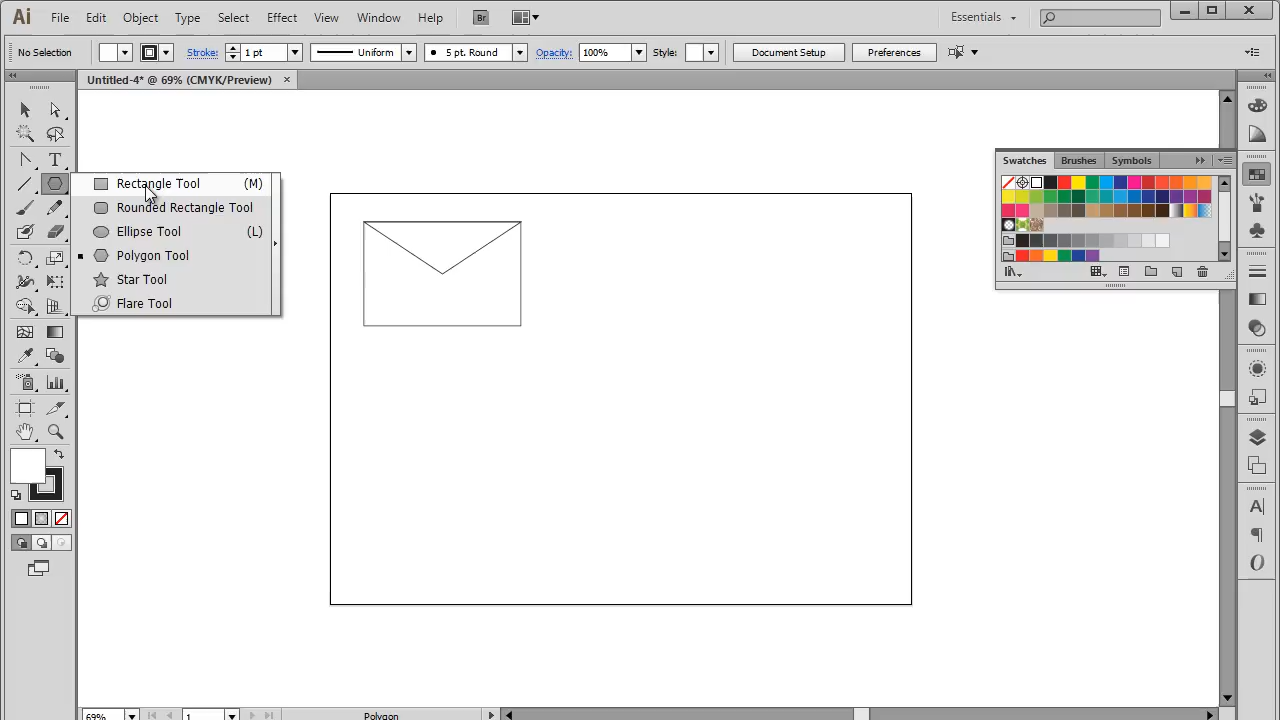 Ai File Edit Object Type Select Effect View Window Help Br Essentials
No Selection Stroke: 1 pt Uniform 5 pt. Round Opacity: 100% Style: Document Setup Preferences
Untitled-4* @ 69% (CMYK/Preview) ×
Swatches Brushes Symbols
Rectangle Tool (M)
Rounded Rectangle Tool
Ellipse Tool (L)
Polygon Tool
Star Tool
Flare Tool
69% 1 Polygon